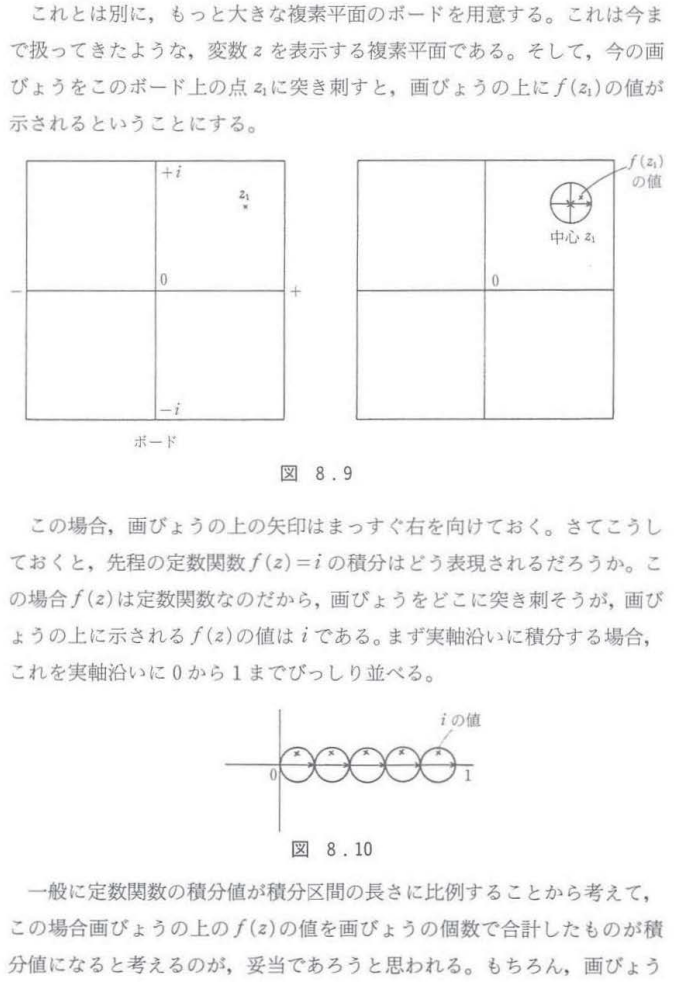 これとは別に，もっと大きな複素平面のボードを用意する。これは今ま
で扱ってきたような，変数 z を表示する複素平面である。そして，今の画
びょうをこのボード上の点 z₁に突き刺すと，画びょうの上に f(z₁)の値が
示されるということにする。
+i
z₁
0
−
+
−i
ボード
f(z₁)
の値
中心 z₁
0
図 8.9
この場合，画びょうの上の矢印はまっすぐ右を向けておく。さてこうし
ておくと，先程の定数関数 f(z)＝i の積分はどう表現されるだろうか。こ
の場合 f(z)は定数関数なのだから，画びょうをどこに突き刺そうが，画び
ょうの上に示される f(z)の値は i である。まず実軸沿いに積分する場合，
これを実軸沿いに 0 から 1 までびっしり並べる。
i の値
0
1
図 8.10
一般に定数関数の積分値が積分区間の長さに比例することから考えて，
この場合画びょうの上の f(z)の値を画びょうの個数で合計したものが積
分値になると考えるのが，妥当であろうと思われる。もちろん，画びょう